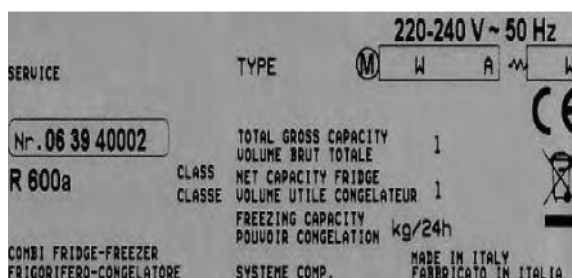 220-240 V ~ 50 Hz
SERVICE
TYPE
M W A W
Nr. 06 39 40002
TOTAL GROSS CAPACITY
VOLUME BRUT TOTALE l
CE
R 600a
CLASS
CLASSE
NET CAPACITY FRIDGE
VOLUME UTILE CONGELATEUR l
FREEZING CAPACITY
POUVOIR CONGELATION kg/24h
COMBI FRIDGE-FREEZER
FRIGORIFERO-CONGELATORE
SYSTEME COMP.
MADE IN ITALY
FABBRICATO IN ITALIA